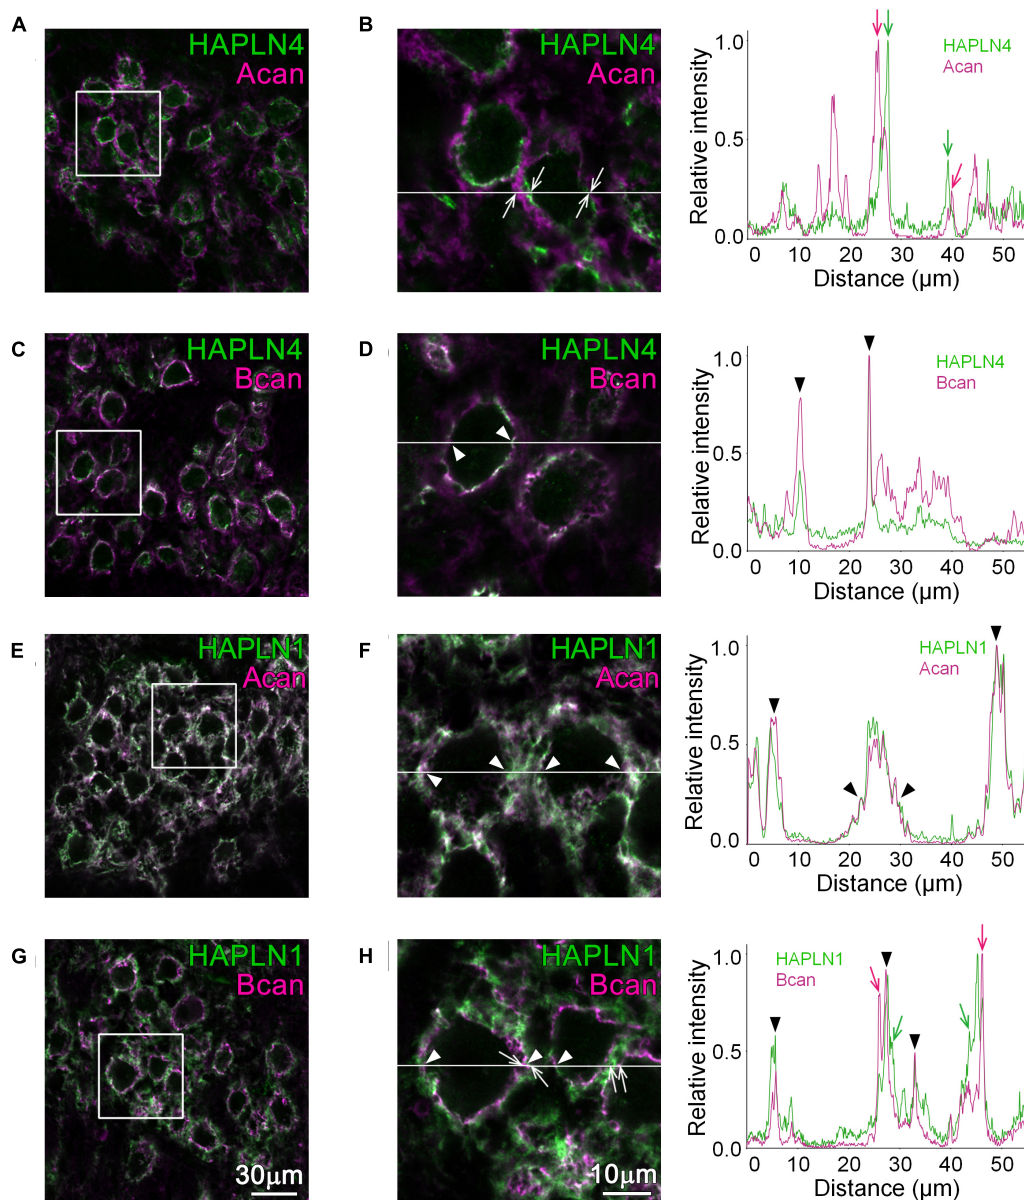 A
HAPLN4
Acan
B
HAPLN4
Acan
Relative intensity
1.0
0.5
0.0
HAPLN4
Acan
0 10 20 30 40 50
Distance (µm)
C
HAPLN4
Bcan
D
HAPLN4
Bcan
Relative intensity
1.0
0.5
0.0
HAPLN4
Bcan
0 10 20 30 40 50
Distance (µm)
E
HAPLN1
Acan
F
HAPLN1
Acan
Relative intensity
1.0
0.5
0.0
HAPLN1
Acan
0 10 20 30 40 50
Distance (µm)
G
HAPLN1
Bcan
30µm
H
HAPLN1
Bcan
10µm
Relative intensity
1.0
0.5
0.0
HAPLN1
Bcan
0 10 20 30 40 50
Distance (µm)